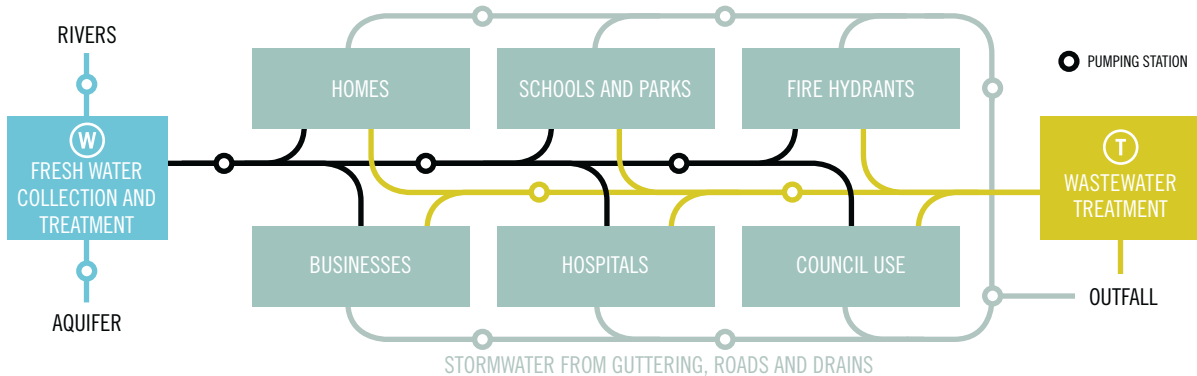 RIVERS
W
FRESH WATER
COLLECTION AND
TREATMENT
AQUIFER
HOMES
SCHOOLS AND PARKS
FIRE HYDRANTS
BUSINESSES
HOSPITALS
COUNCIL USE
STORMWATER FROM GUTTERING, ROADS AND DRAINS
PUMPING STATION
T
WASTEWATER
TREATMENT
OUTFALL